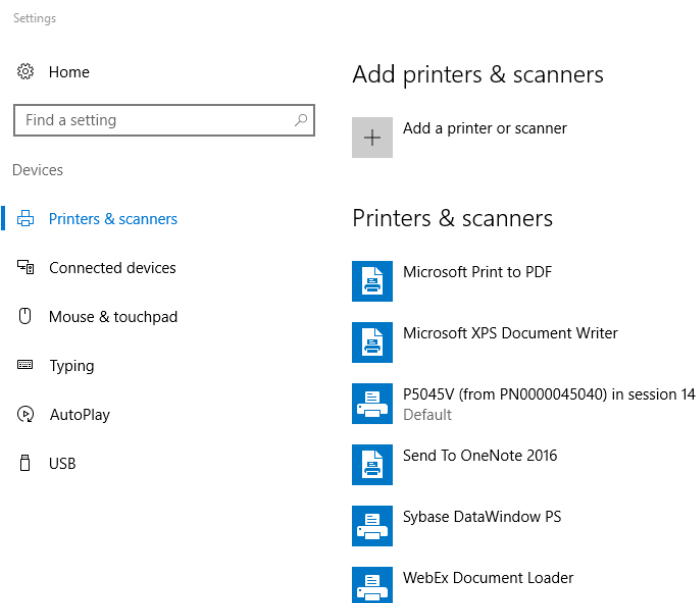 Settings
Home
Find a setting
Devices
Printers & scanners
Connected devices
Mouse & touchpad
Typing
AutoPlay
USB
Add printers & scanners
Add a printer or scanner
Printers & scanners
Microsoft Print to PDF
Microsoft XPS Document Writer
P5045V (from PN0000045040) in session 14
Default
Send To OneNote 2016
Sybase DataWindow PS
WebEx Document Loader